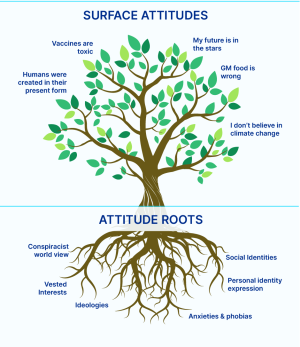 SURFACE ATTITUDES
Vaccines are
toxic
My future is in
the stars
Humans were
created in their
present form
GM food is
wrong
I don't believe in
climate change
ATTITUDE ROOTS
Conspiracist
world view
Social Identities
Vested
Interests
Personal identity
expression
Ideologies
Anxieties & phobias